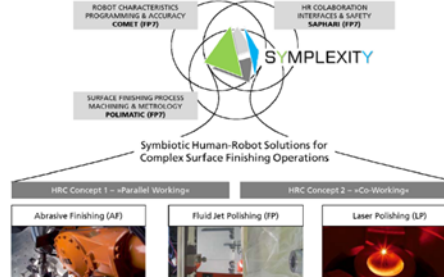 ROBOT CHARACTERISTICS
PROGRAMMING & ACCURACY
COMET (FP7)
HR COLABORATION
INTERFACES & SAFETY
SAPHARI (FP7)
SYMPLEXITY
SURFACE FINISHING PROCESS
MACHINING & METROLOGY
POLIMATIC (FP7)
Symbiotic Human-Robot Solutions for
Complex Surface Finishing Operations
HRC Concept 1 – »Parallel Working«
HRC Concept 2 – »Co-Working«
Abrasive Finishing (AF)
Fluid Jet Polishing (FP)
Laser Polishing (LP)